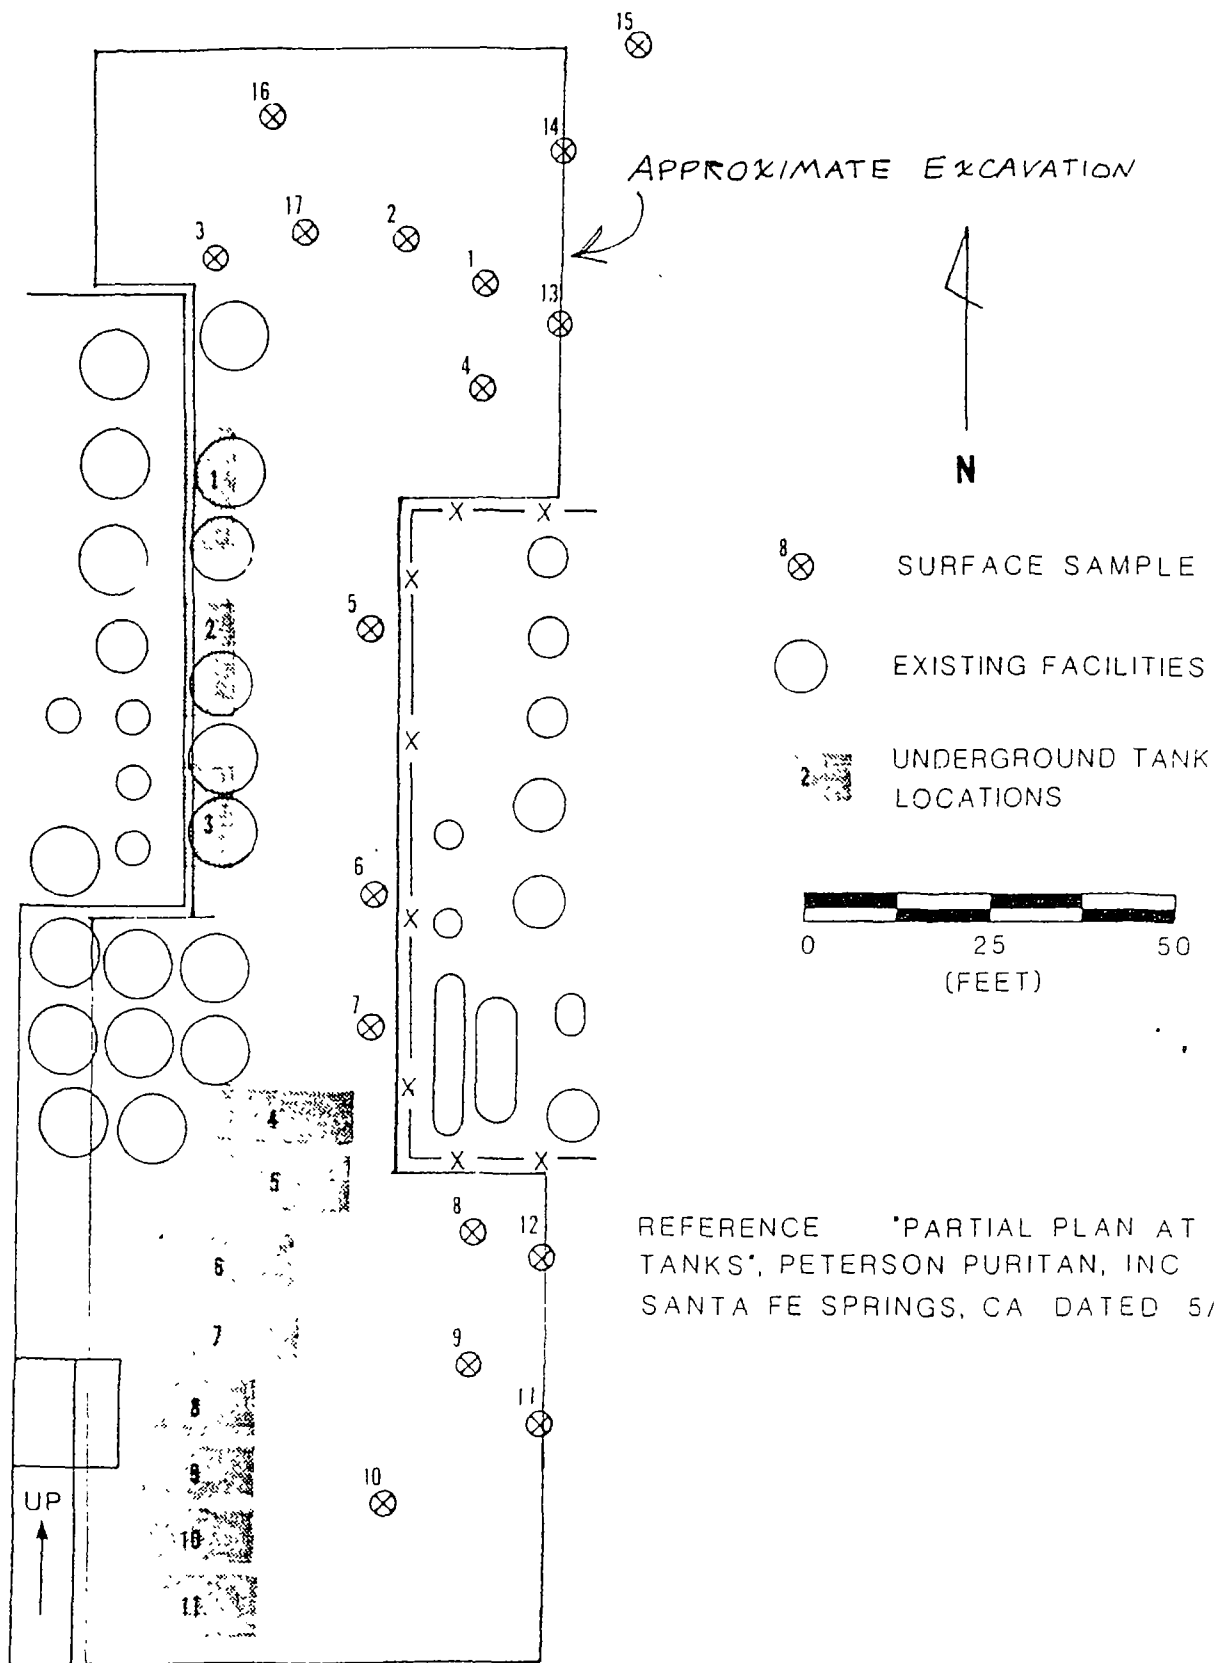 15
16
14
APPROXIMATE EXCAVATION
17
2
3
1
13
4
N
1
8 SURFACE SAMPLE
5
2
EXISTING FACILITIES
2 UNDERGROUND TANK
LOCATIONS
3
6
0 25 50
(FEET)
7
4
5
8
12
REFERENCE "PARTIAL PLAN AT
TANKS", PETERSON PURITAN, INC
SANTA FE SPRINGS, CA DATED 5/
6
7
9
8
11
9
10
UP
10
11
X X
X
X
X
X
X X